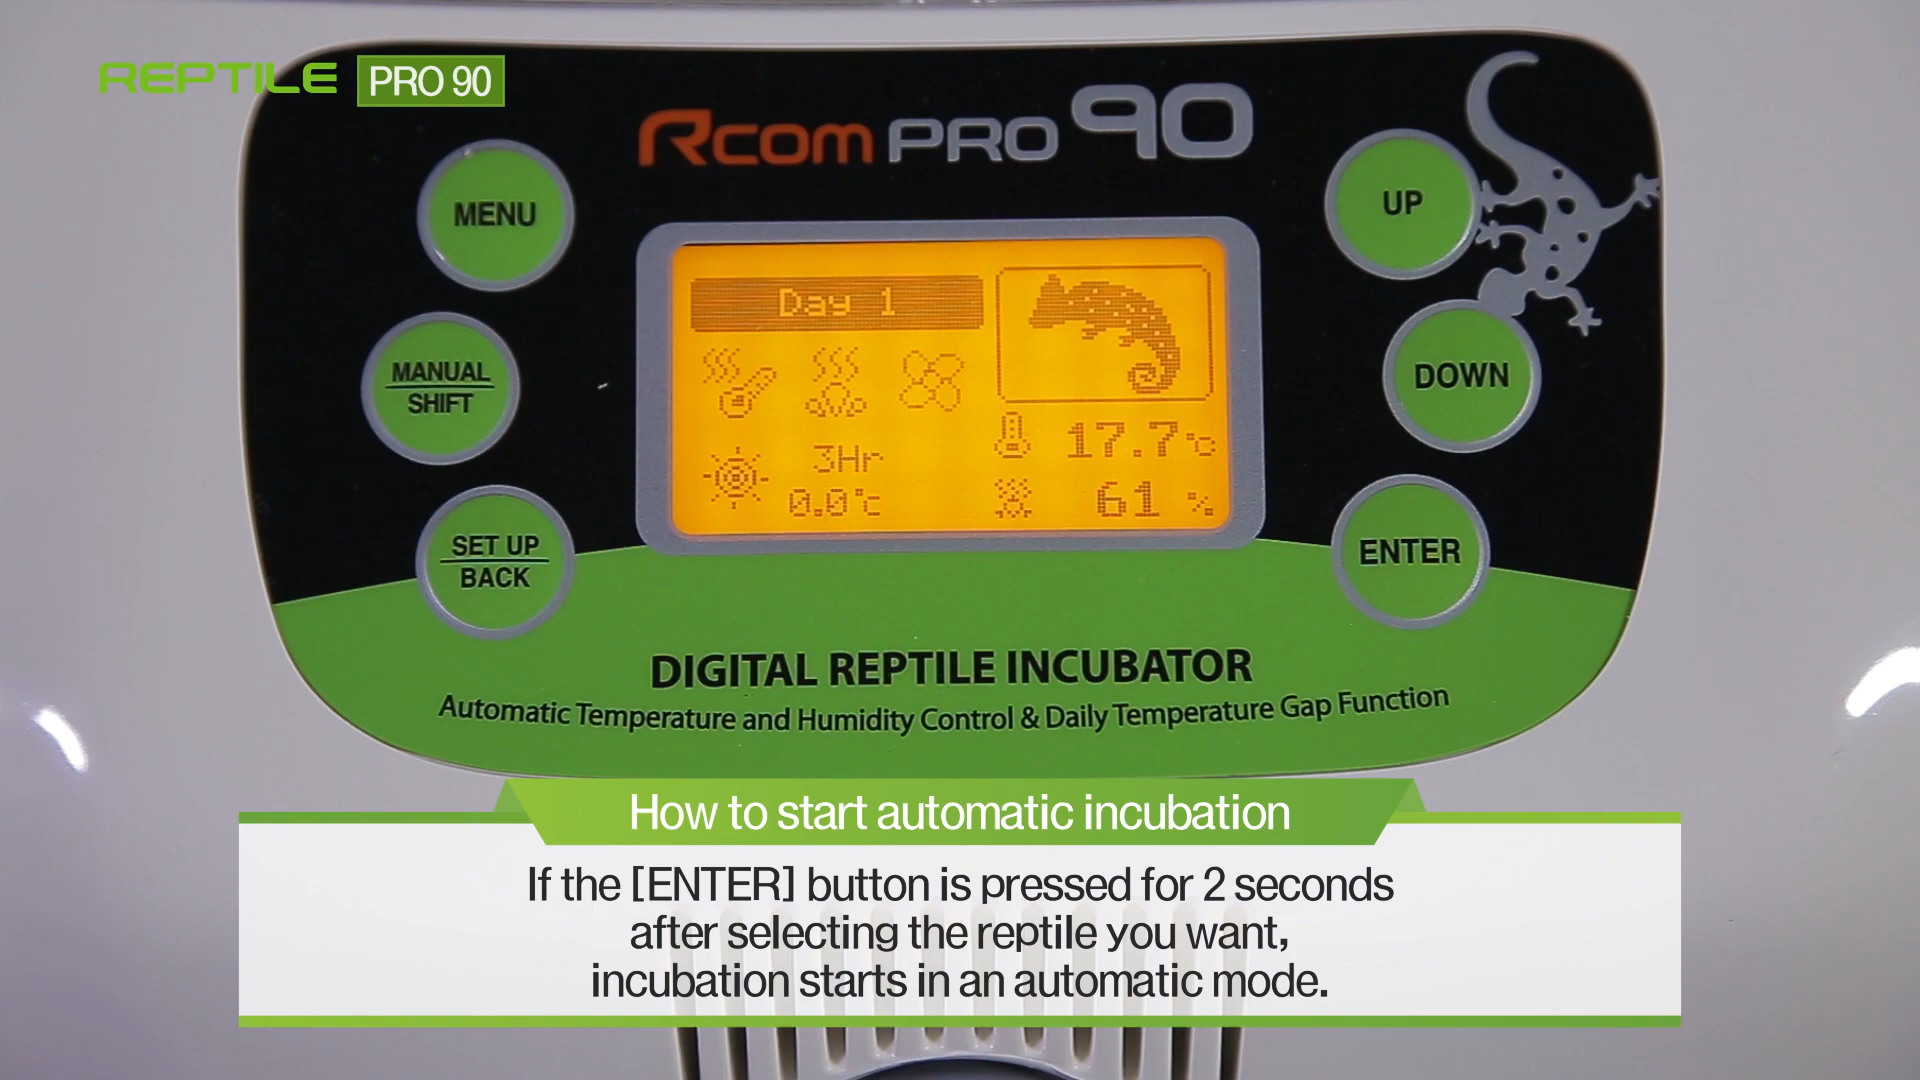 REPTILE PRO 90
Rcom PRO 90
MENU
UP
Day 1
MANUAL
SHIFT
DOWN
17.7°C
3Hr
0.0°C
61 %
SET UP
BACK
ENTER
DIGITAL REPTILE INCUBATOR
Automatic Temperature and Humidity Control & Daily Temperature Gap Function
How to start automatic incubation
If the [ENTER] button is pressed for 2 seconds
after selecting the reptile you want,
incubation starts in an automatic mode.